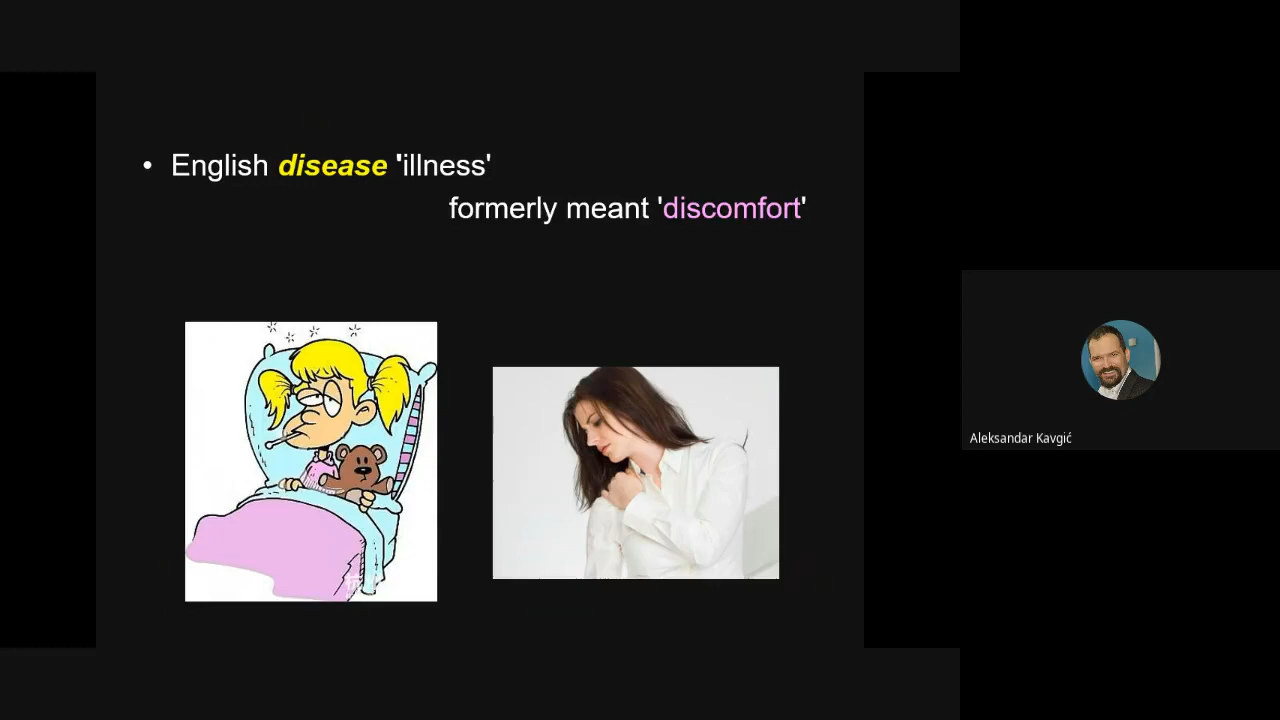 • English disease 'illness'
formerly meant 'discomfort'
Aleksandar Kavgić